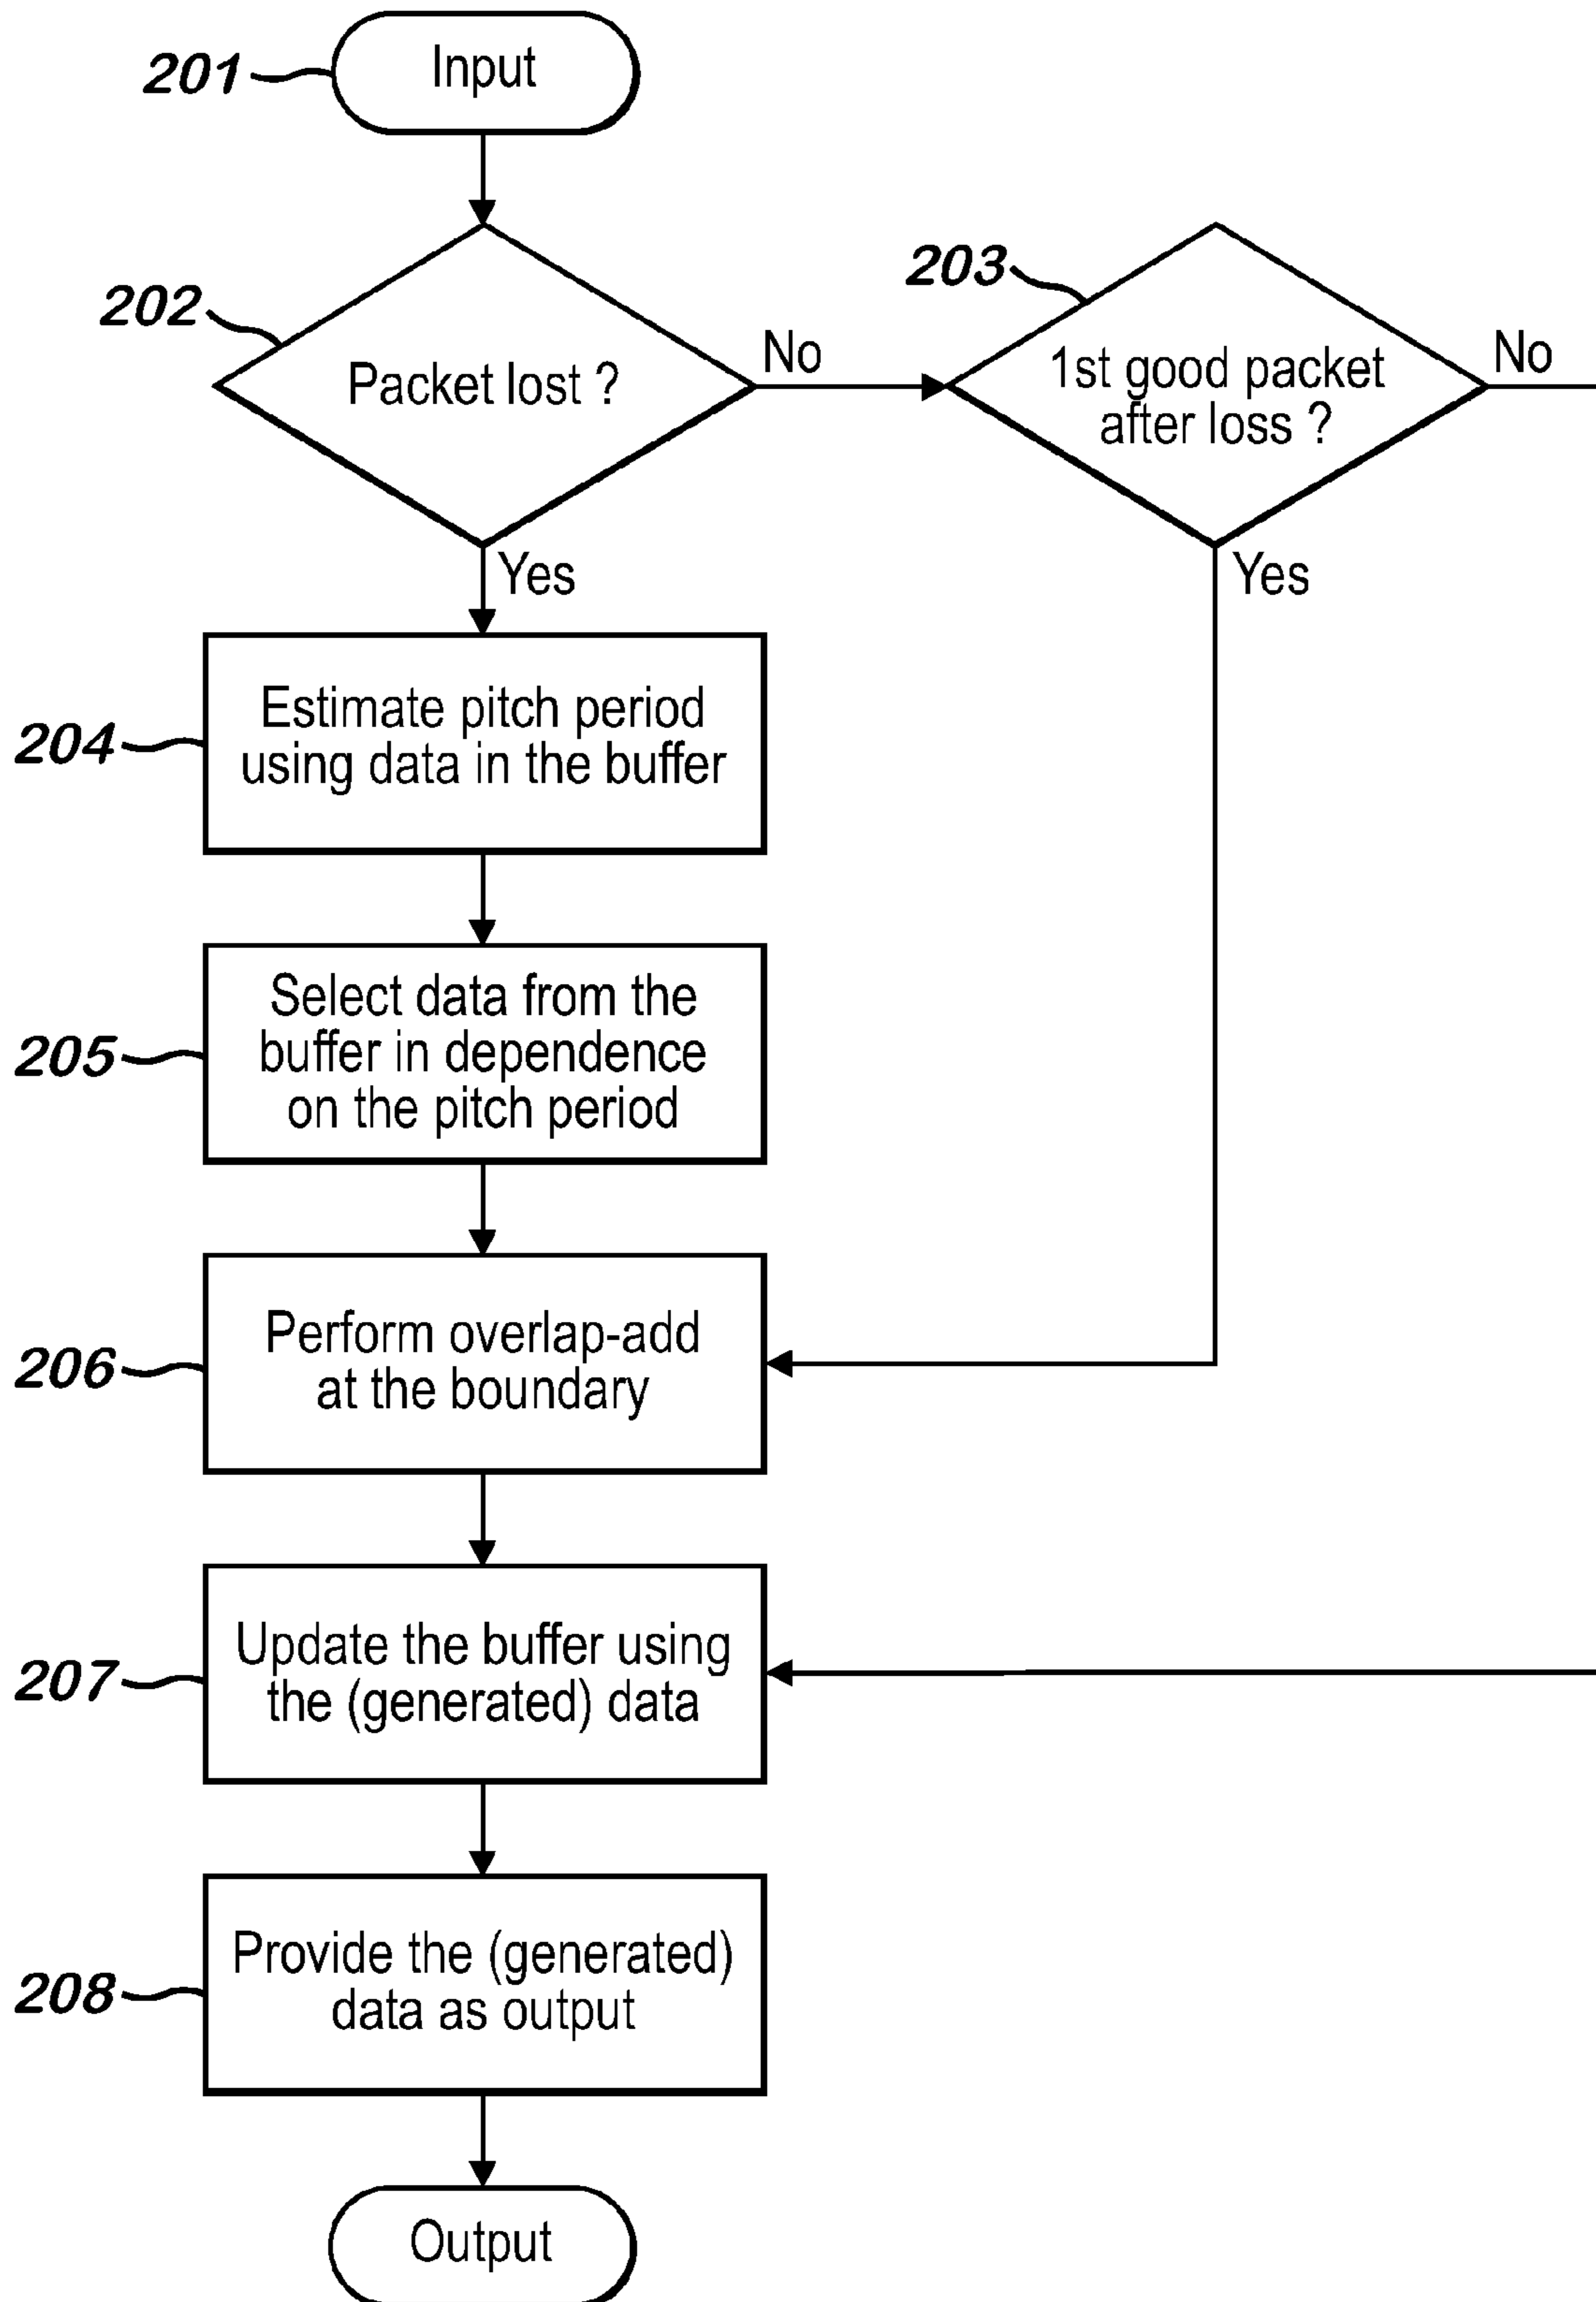 201
Input
202
Packet lost ?
No
203
1st good packet
after loss ?
No
Yes
Yes
204
Estimate pitch period
using data in the buffer
205
Select data from the
buffer in dependence
on the pitch period
206
Perform overlap-add
at the boundary
207
Update the buffer using
the (generated) data
208
Provide the (generated)
data as output
Output